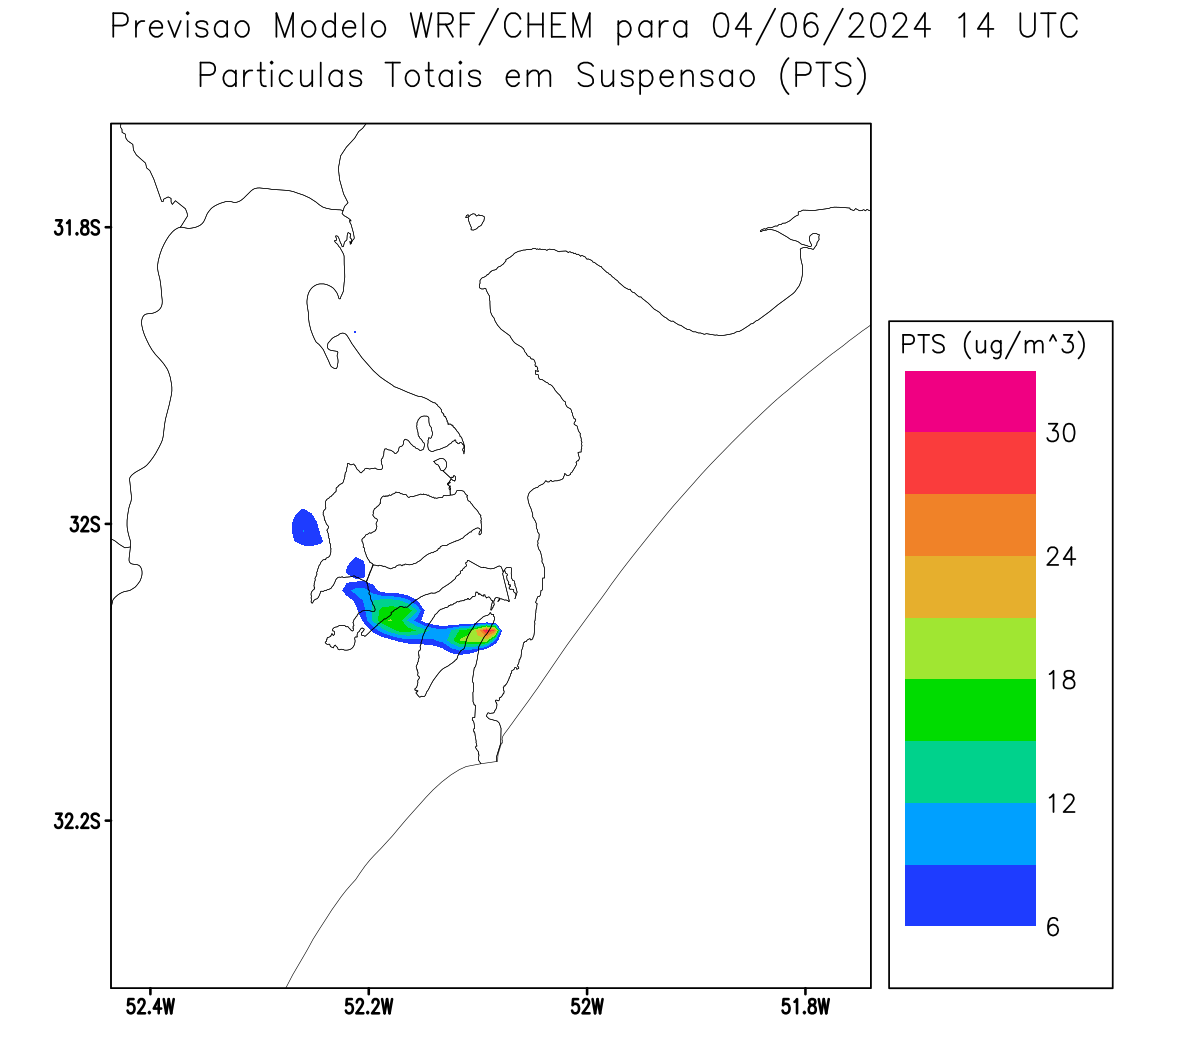 Previsao Modelo WRF/CHEM para 04/06/2024 14 UTC
Particulas Totais em Suspensao (PTS)
31.8S
32S
32.2S
52.4W
52.2W
52W
51.8W
PTS (ug/m^3)
30
24
18
12
6